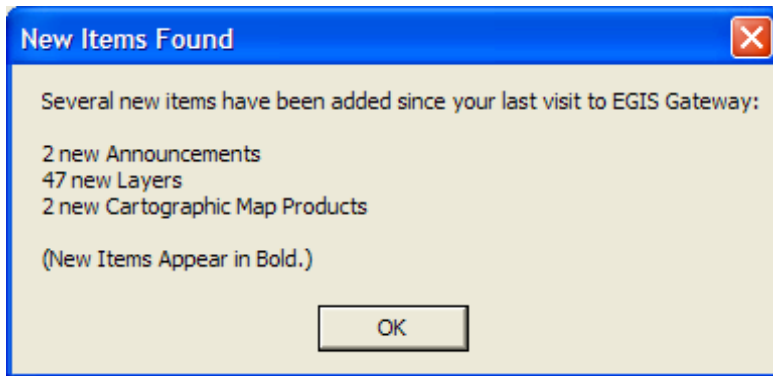 New Items Found
Several new items have been added since your last visit to EGIS Gateway:
2 new Announcements
47 new Layers
2 new Cartographic Map Products
(New Items Appear in Bold.)
OK